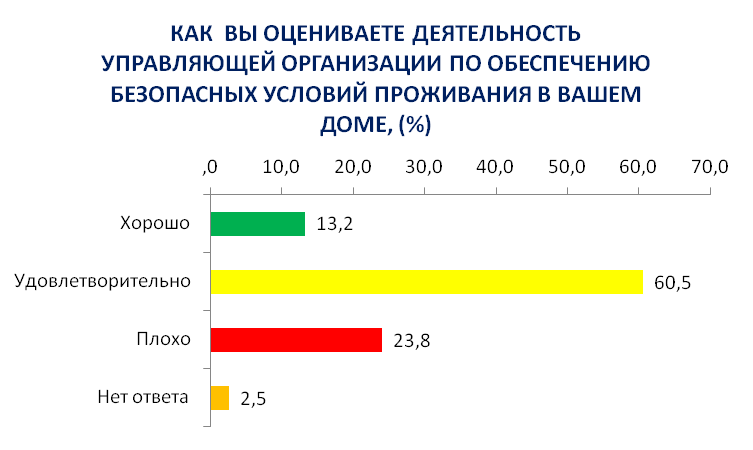 КАК ВЫ ОЦЕНИВАЕТЕ ДЕЯТЕЛЬНОСТЬ
УПРАВЛЯЮЩЕЙ ОРГАНИЗАЦИИ ПО ОБЕСПЕЧЕНИЮ
БЕЗОПАСНЫХ УСЛОВИЙ ПРОЖИВАНИЯ В ВАШЕМ
ДОМЕ, (%)
,0 10,0 20,0 30,0 40,0 50,0 60,0 70,0
Хорошо 13,2
Удовлетворительно 60,5
Плохо 23,8
Нет ответа 2,5